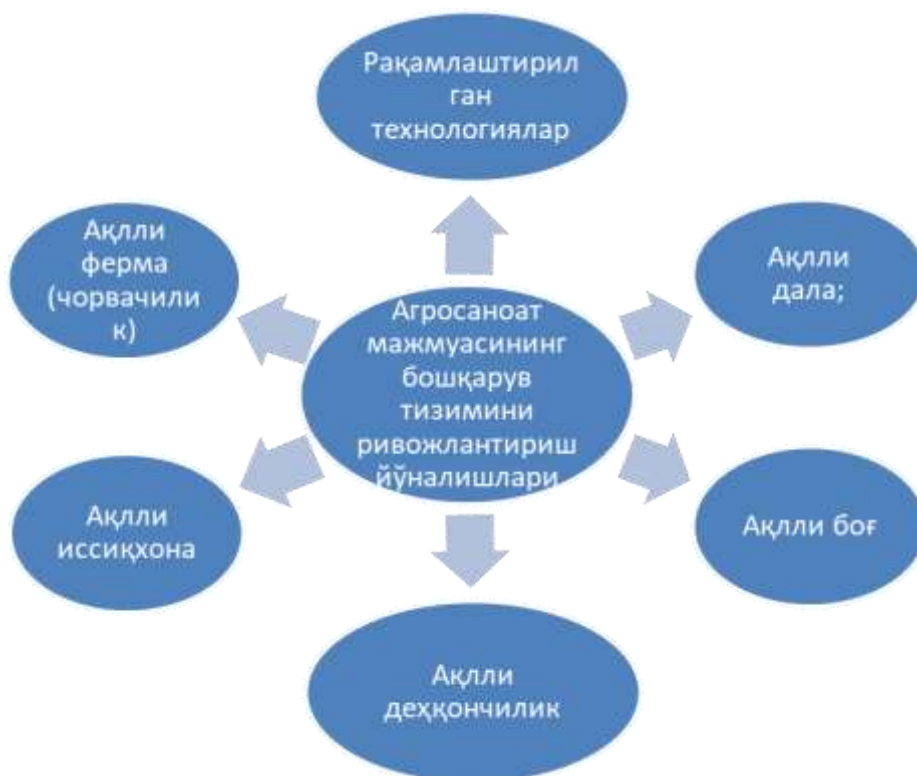 Рақамлаштирил
ган
технологиялар
Ақлли
ферма
(чорвачили
к)
Ақлли
дала;
Агросаноат
мажмуасининг
бошқарув
тизимини
ривожлантириш
йўналишлари
Ақлли
иссиқхона
Ақлли боғ
Ақлли
деҳқончилик